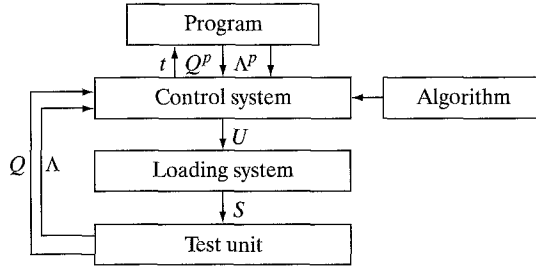 Program
t Q^p Λ^p
Control system
Algorithm
U
Q Λ
Loading system
S
Test unit